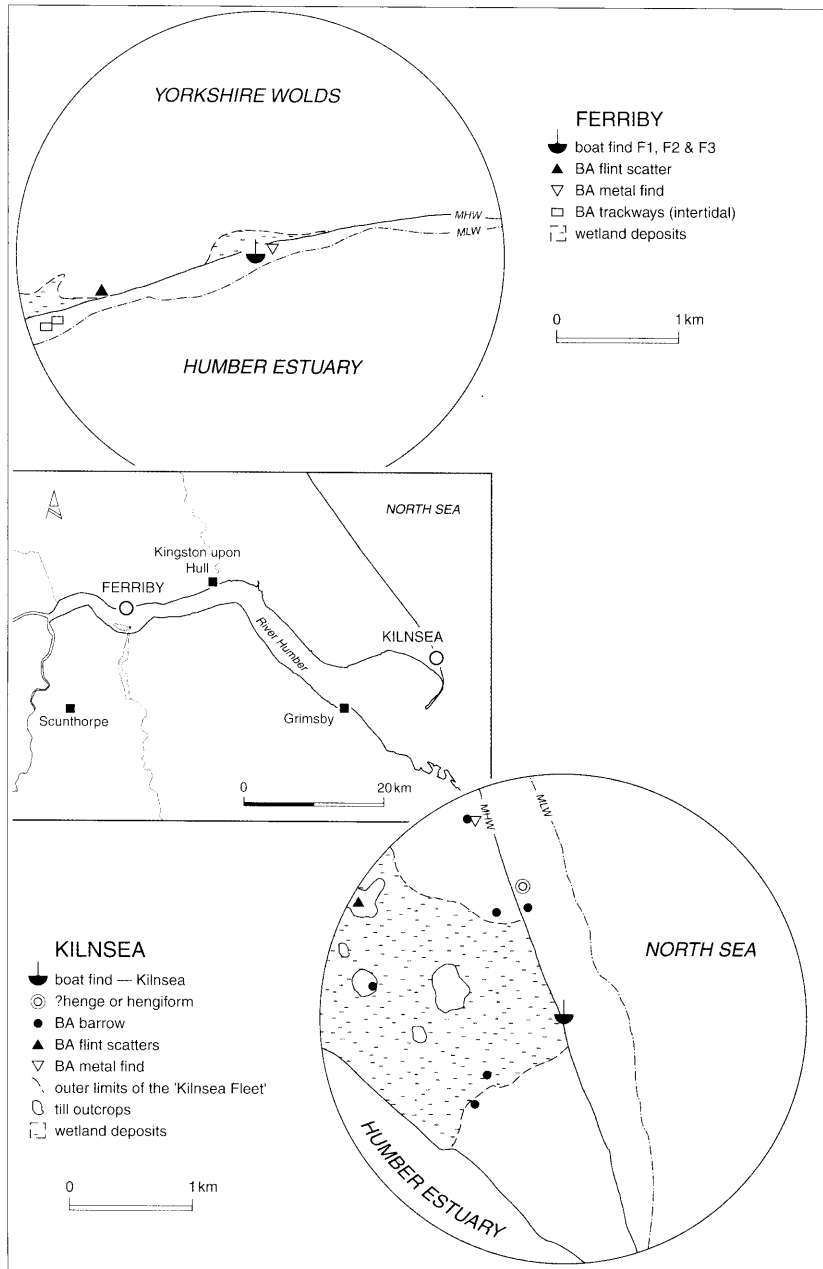 YORKSHIRE WOLDS
MHW
MLW
HUMBER ESTUARY
FERRIBY
boat find F1, F2 & F3
BA flint scatter
BA metal find
BA trackways (intertidal)
wetland deposits
0 1 km
NORTH SEA
Kingston upon
Hull
FERRIBY
River Humber
KILNSEA
Scunthorpe
Grimsby
0 20 km
MHW
MLW
NORTH SEA
HUMBER ESTUARY
KILNSEA
boat find — Kilnsea
?henge or hengiform
BA barrow
BA flint scatters
BA metal find
outer limits of the 'Kilnsea Fleet'
till outcrops
wetland deposits
0 1 km